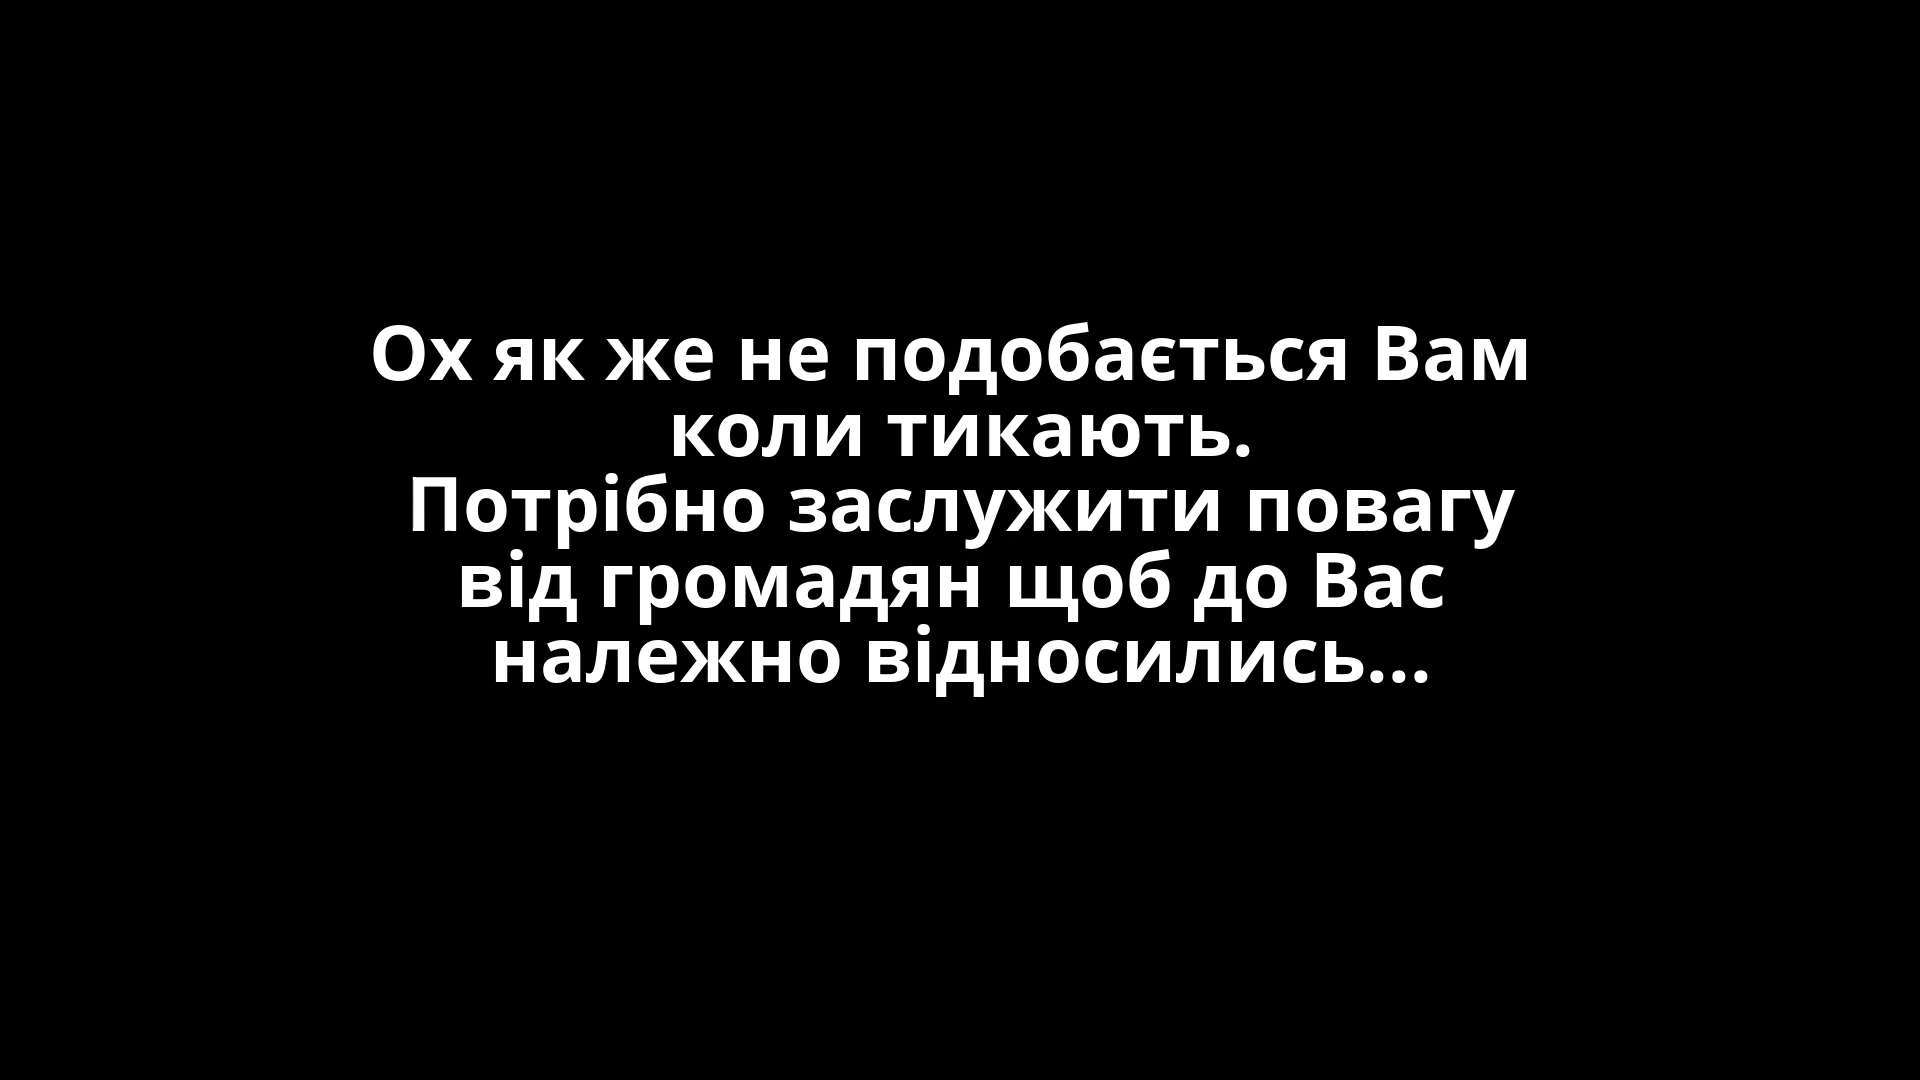 Ох як же не подобається Вам
коли тикають.
Потрібно заслужити повагу
від громадян щоб до Вас
належно відносились...